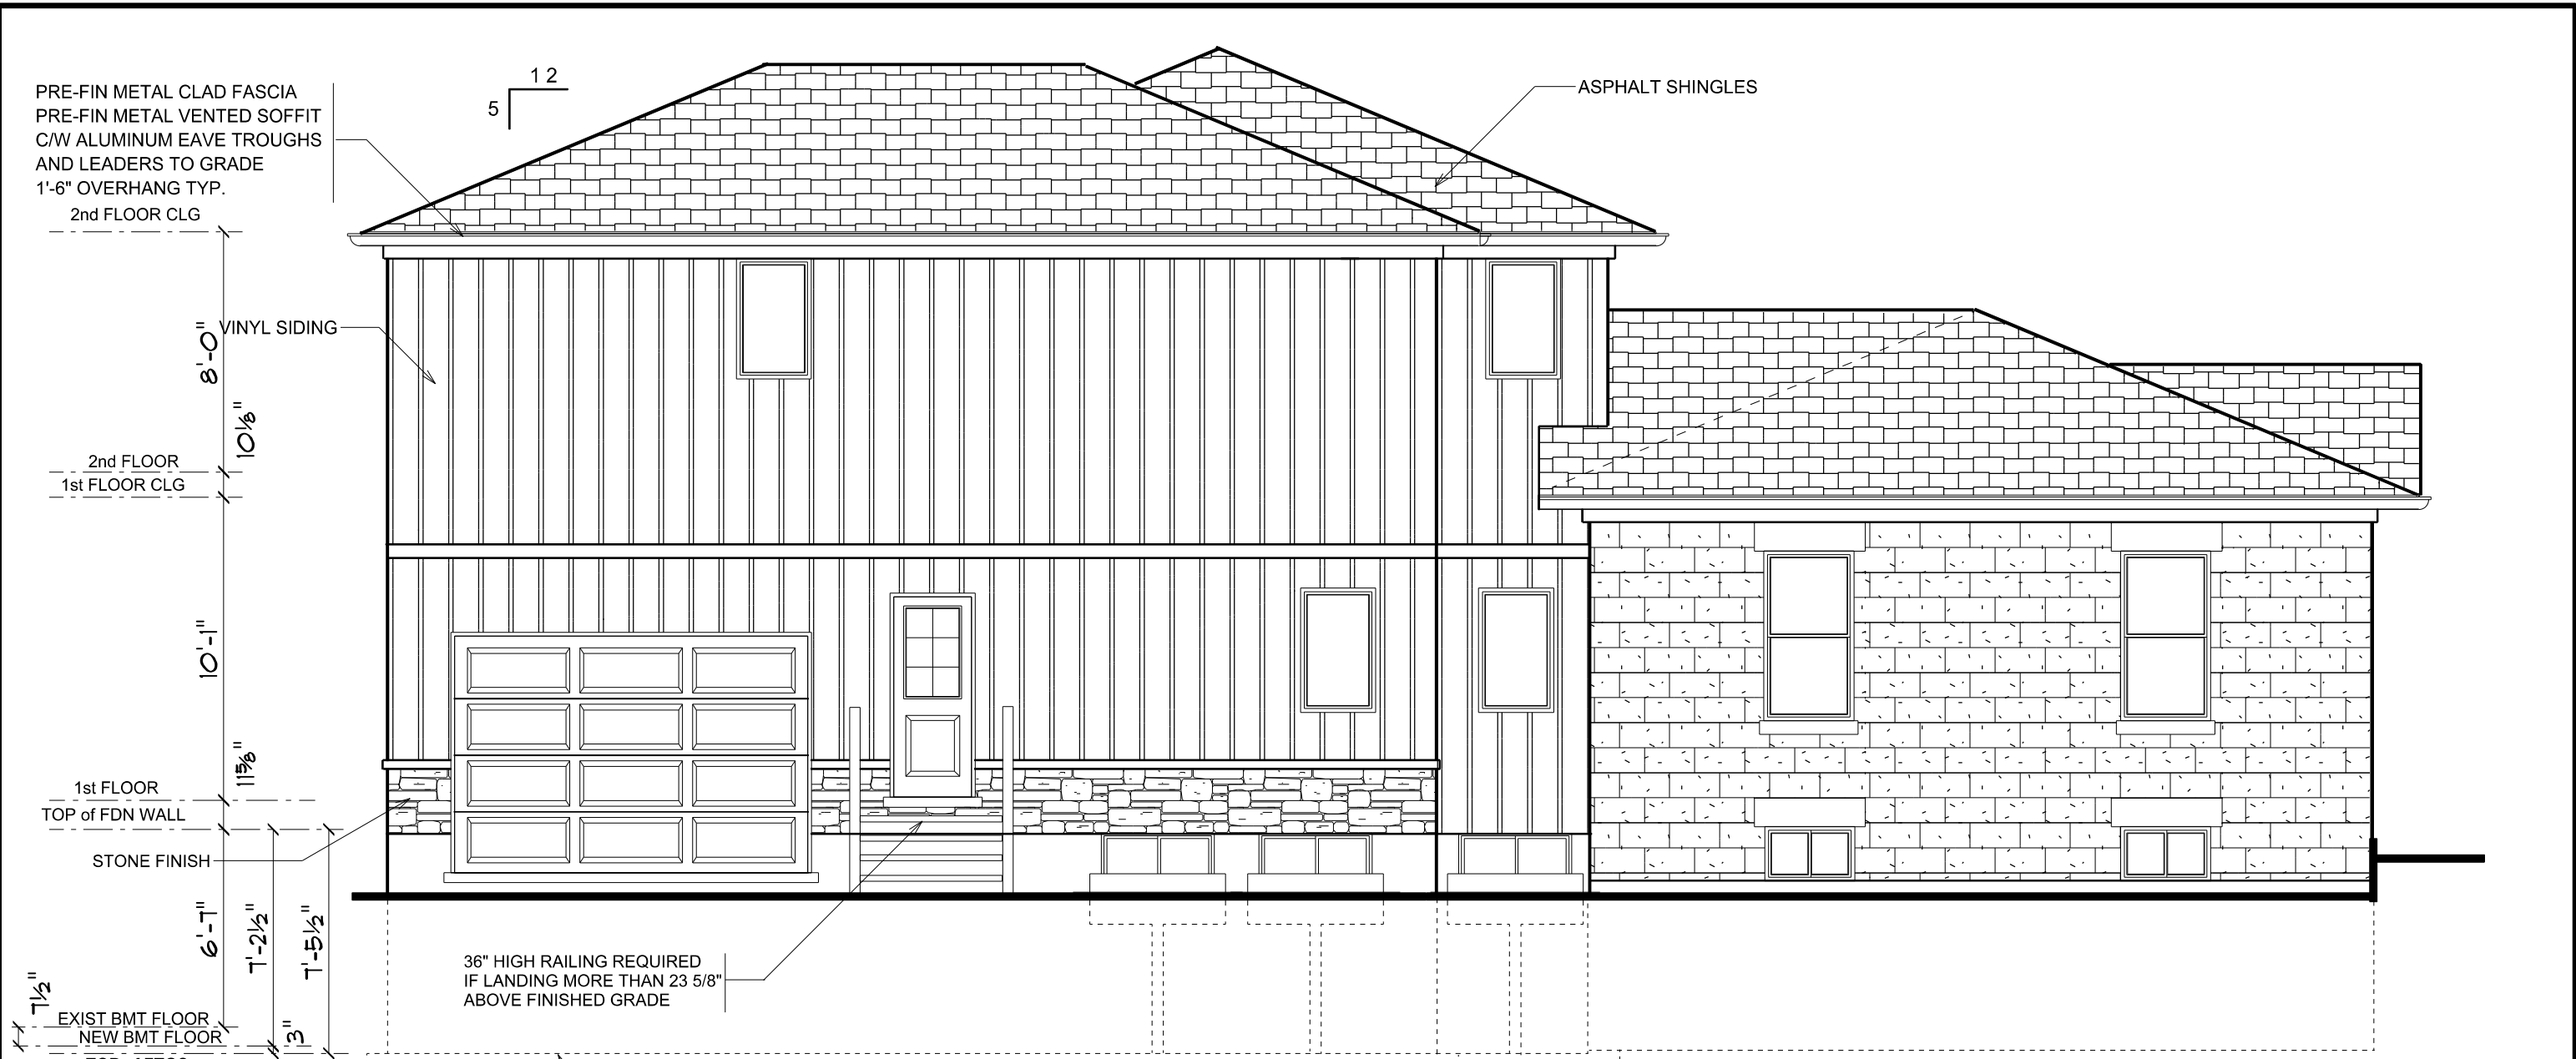 PRE-FIN METAL CLAD FASCIA
PRE-FIN METAL VENTED SOFFIT
C/W ALUMINUM EAVE TROUGHS
AND LEADERS TO GRADE
1'-6" OVERHANG TYP.
2nd FLOOR CLG
12
5
ASPHALT SHINGLES
VINYL SIDING
8'-0"
10⅛"
2nd FLOOR
1st FLOOR CLG
10'-1"
11⅝"
1st FLOOR
TOP of FDN WALL
STONE FINISH
6'-7"
7'-2½"
7'-5½"
36" HIGH RAILING REQUIRED
IF LANDING MORE THAN 23 5/8"
ABOVE FINISHED GRADE
7½"
EXIST BMT FLOOR
NEW BMT FLOOR
3"